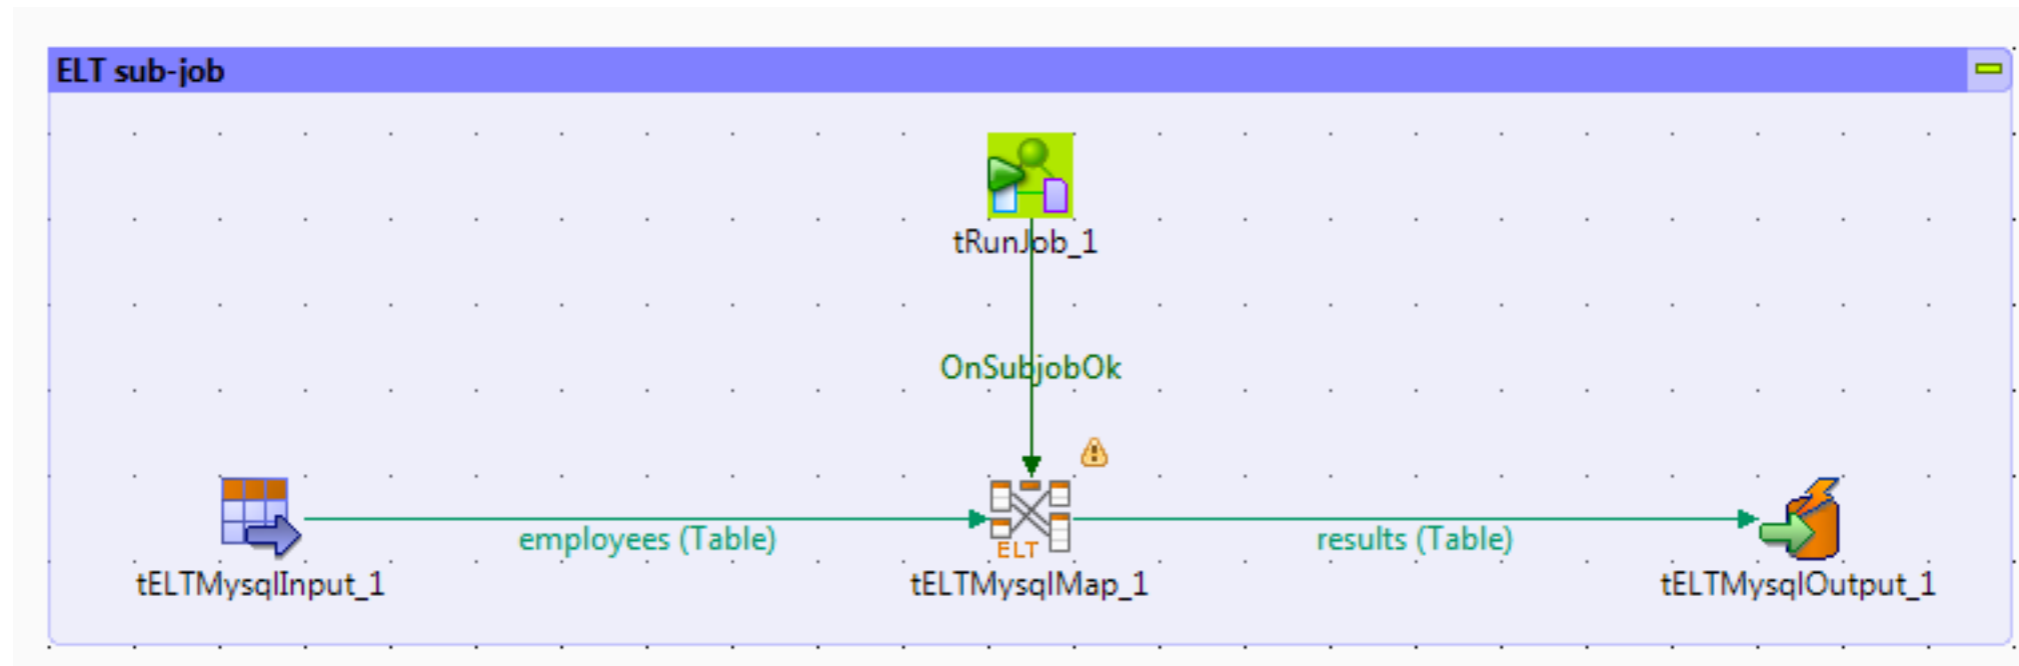 ELT sub-job
tRunJob_1
OnSubjobOk
employees (Table)
results (Table)
ELT
tELTMysqlInput_1
tELTMysqlMap_1
tELTMysqlOutput_1